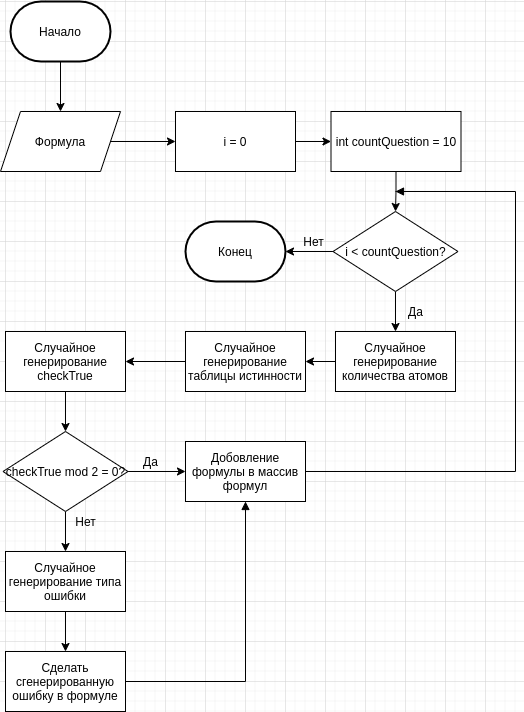 Начало
Формула
i = 0
int countQuestion = 10
i < countQuestion?
Нет
Конец
Да
Случайное
генерирование
количества атомов
Случайное
генерирование
таблицы истинности
Случайное
генерирование
checkTrue
checkTrue mod 2 = 0?
Да
Добовление
формулы в массив
формул
Нет
Случайное
генерирование типа
ошибки
Сделать
сгенерированную
ошибку в формуле